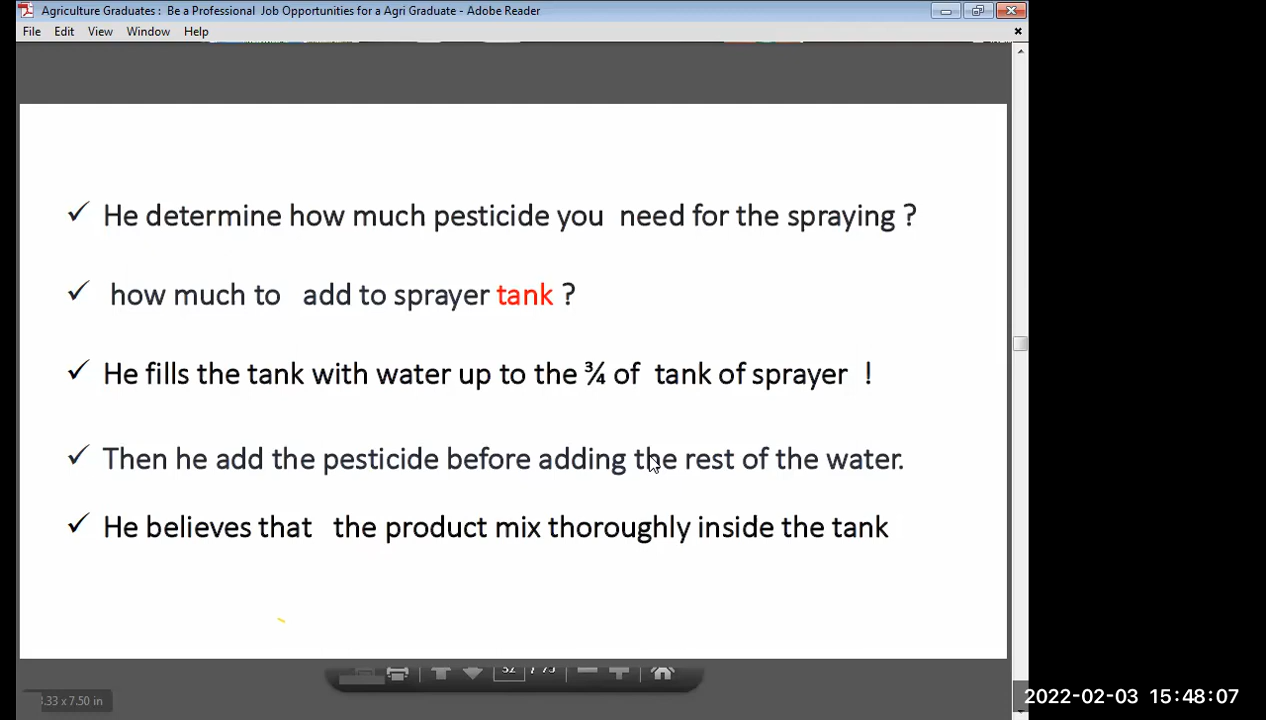 Agriculture Graduates : Be a Professional Job Opportunities for a Agri Graduate - Adobe Reader
File Edit View Window Help
✓ He determine how much pesticide you need for the spraying ?
✓ how much to add to sprayer tank ?
✓ He fills the tank with water up to the ¾ of tank of sprayer !
✓ Then he add the pesticide before adding the rest of the water.
✓ He believes that the product mix thoroughly inside the tank
x 7.50 in
2022-02-03 15:48:07